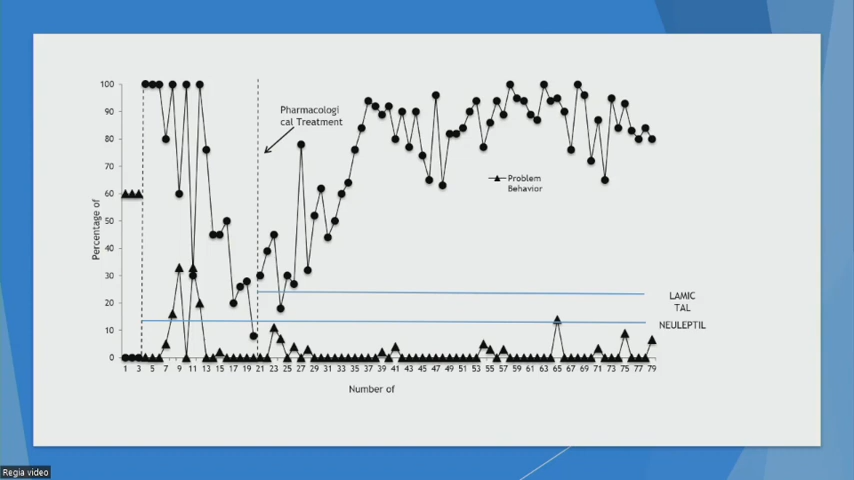 100
90
80
70
60
50
40
30
20
10
0
Percentage of
Pharmacologi
cal Treatment
Problem
Behavior
LAMIC
TAL
NEULEPTIL
1 3 5 7 9 11 13 15 17 19 21 23 25 27 29 31 33 35 37 39 41 43 45 47 49 51 53 55 57 59 61 63 65 67 69 71 73 75 77 79
Number of
Regia video